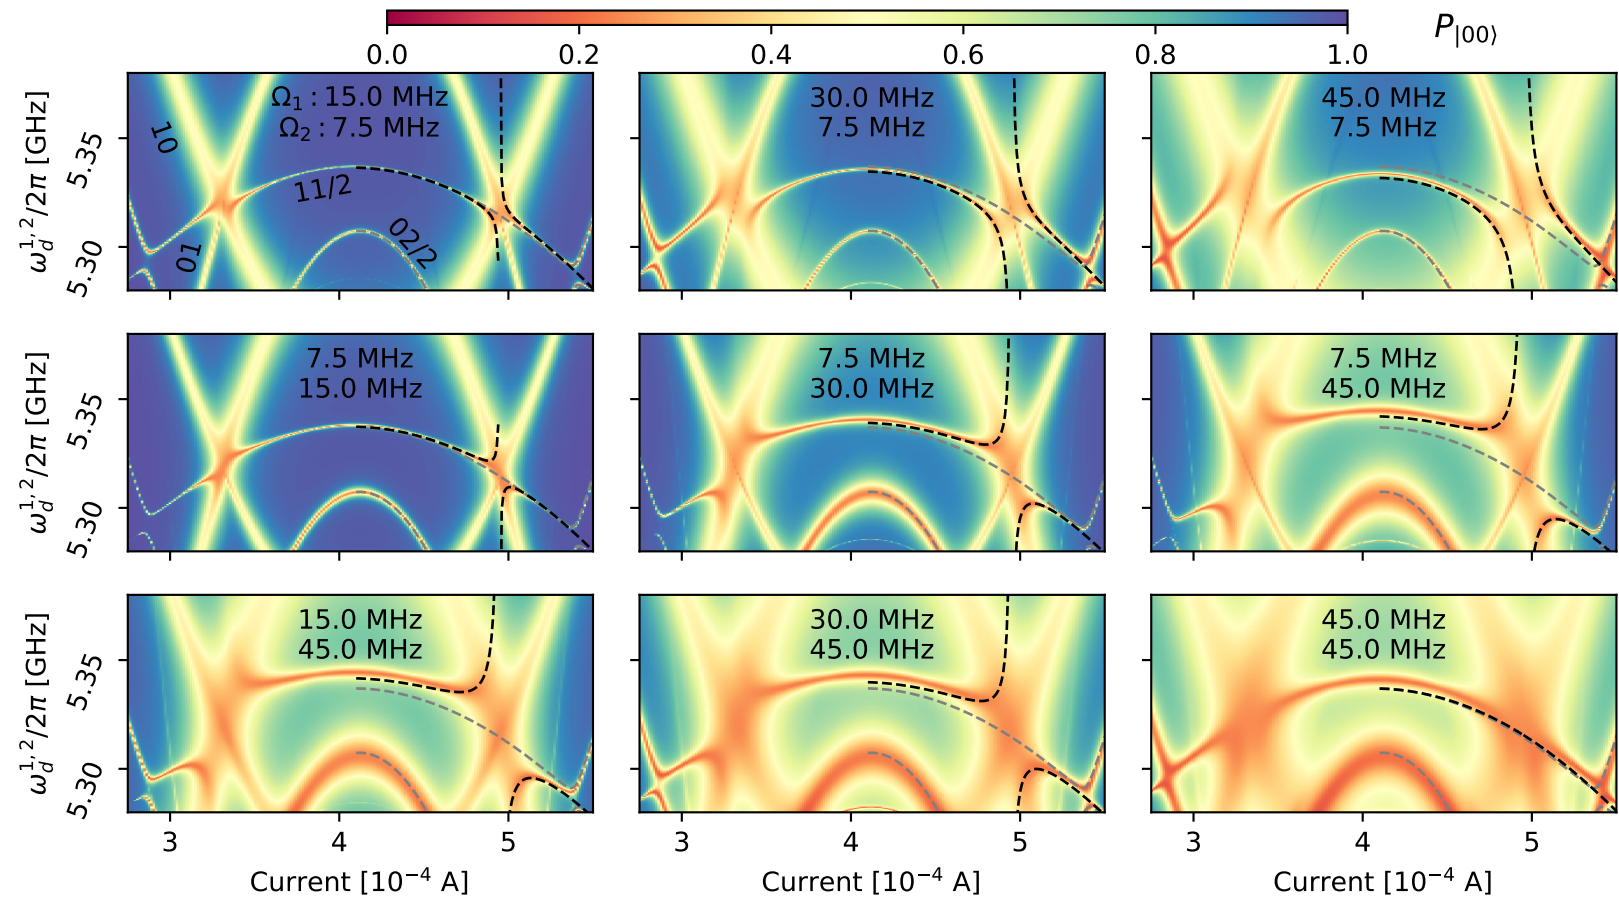 0.0 0.2 0.4 0.6 0.8 1.0
P|00⟩
Ω₁ : 15.0 MHz
Ω₂ : 7.5 MHz
10
11/2
01
02/2
30.0 MHz
7.5 MHz
45.0 MHz
7.5 MHz
ω_d^{1,2}/2π [GHz]
5.35
5.30
7.5 MHz
15.0 MHz
7.5 MHz
30.0 MHz
7.5 MHz
45.0 MHz
ω_d^{1,2}/2π [GHz]
5.35
5.30
15.0 MHz
45.0 MHz
30.0 MHz
45.0 MHz
45.0 MHz
45.0 MHz
ω_d^{1,2}/2π [GHz]
5.35
5.30
3 4 5
3 4 5
3 4 5
Current [10⁻⁴ A]
Current [10⁻⁴ A]
Current [10⁻⁴ A]